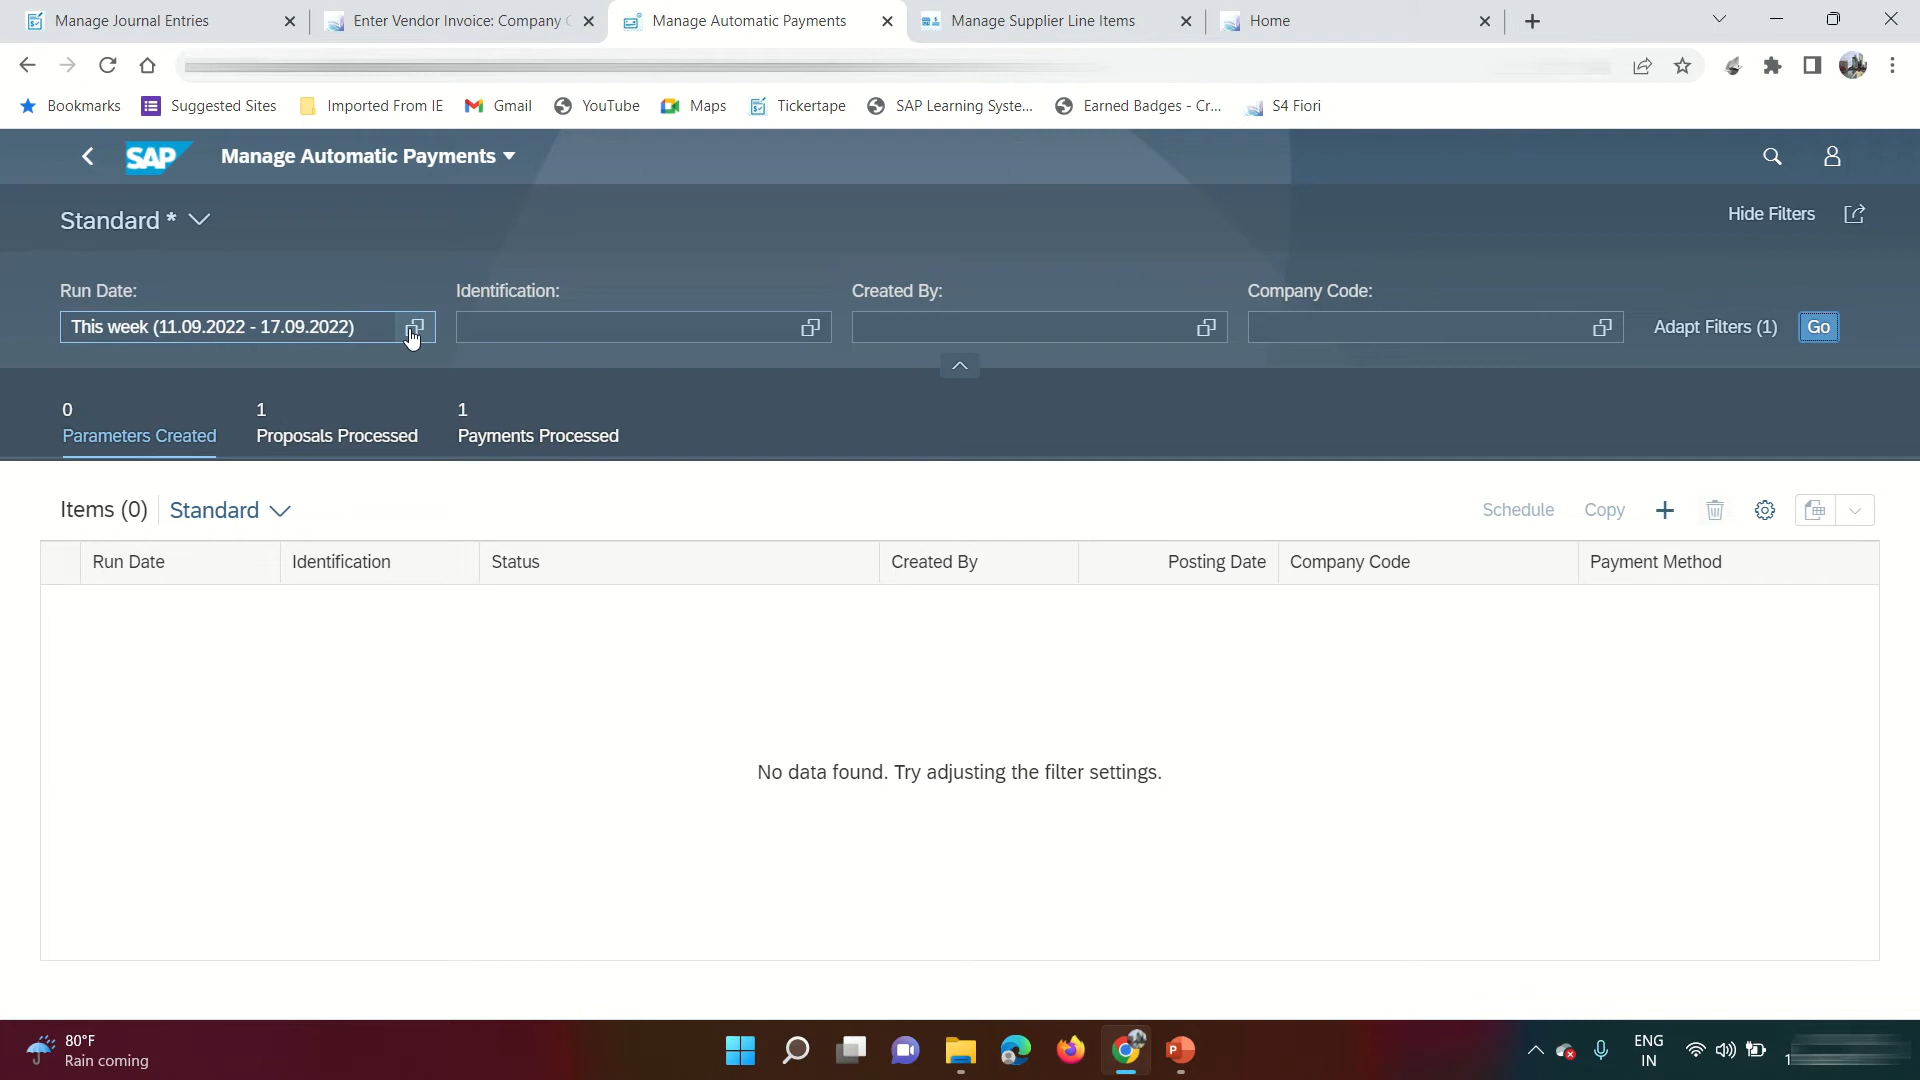 Manage Journal Entries
Enter Vendor Invoice: Company
Manage Automatic Payments
Manage Supplier Line Items
Home
Bookmarks
Suggested Sites
Imported From IE
Gmail
YouTube
Maps
Tickertape
SAP Learning Syste...
Earned Badges - Cr...
S4 Fiori
SAP
Manage Automatic Payments
Standard *
Hide Filters
Run Date:
Identification:
Created By:
Company Code:
This week (11.09.2022 - 17.09.2022)
Adapt Filters (1)
Go
0
1
1
Parameters Created
Proposals Processed
Payments Processed
Items (0)
Standard
Schedule
Copy
Run Date
Identification
Status
Created By
Posting Date
Company Code
Payment Method
No data found. Try adjusting the filter settings.
80°F
Rain coming
ENG
IN